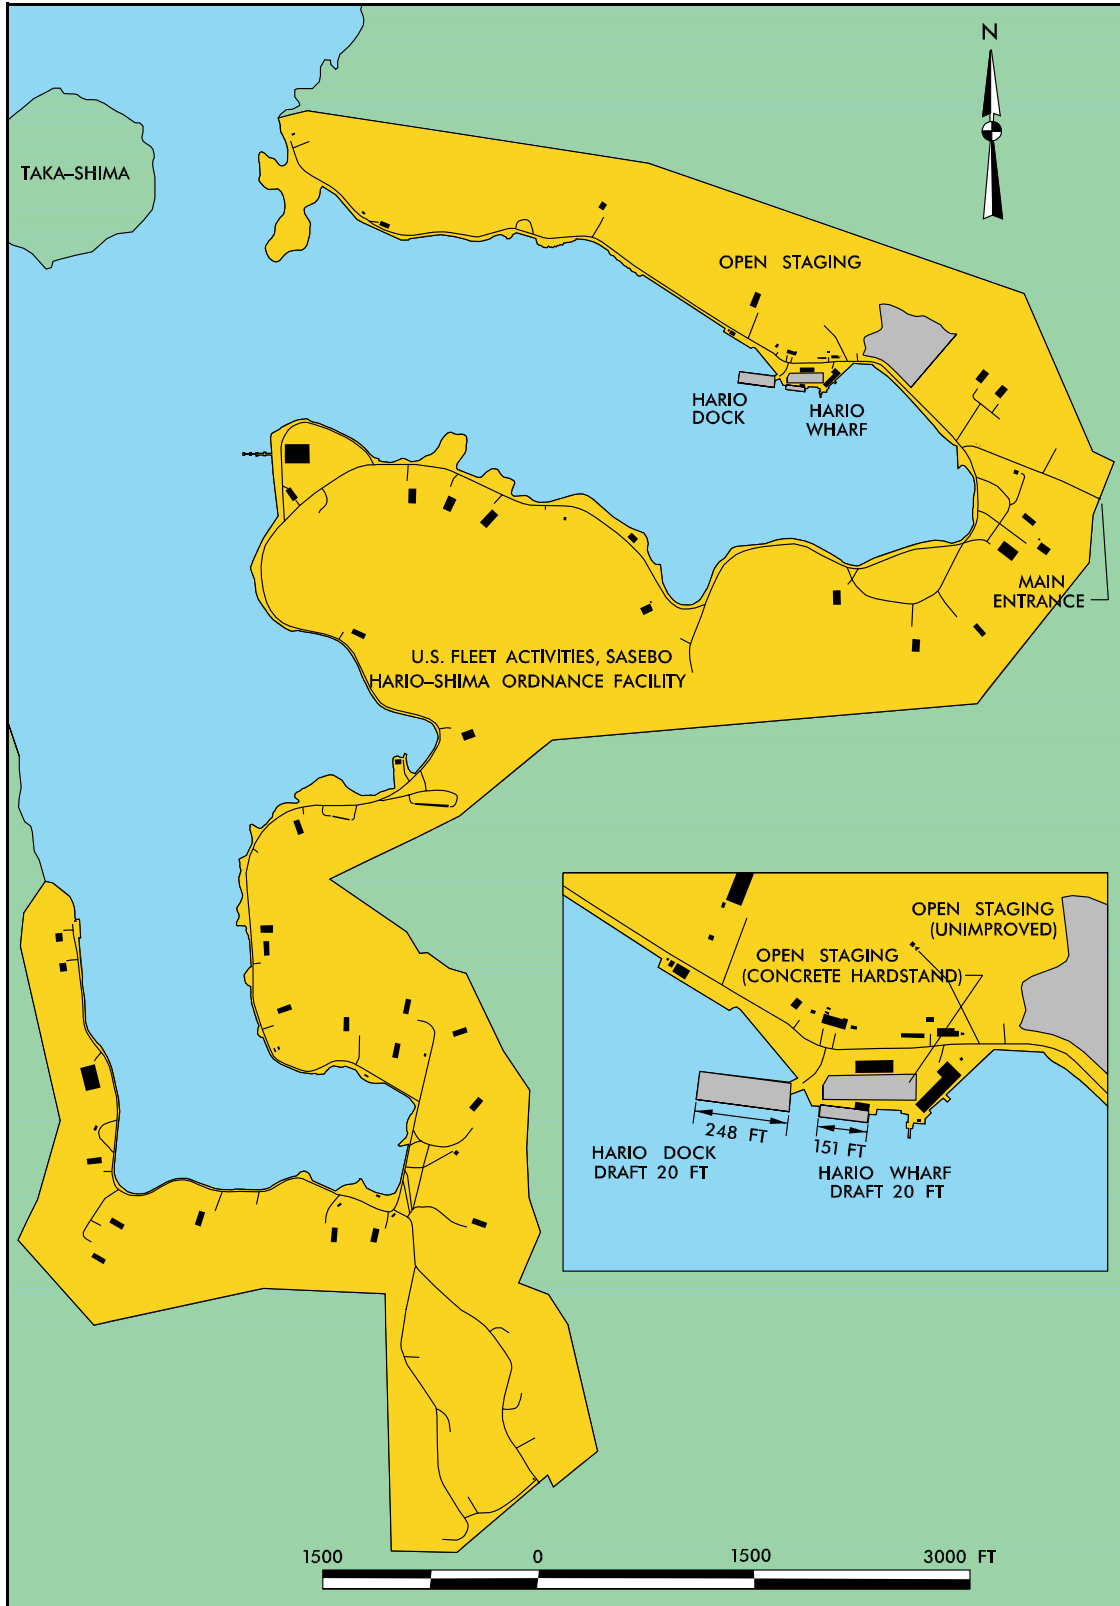 N
TAKA–SHIMA
OPEN STAGING
HARIO
DOCK
HARIO
WHARF
MAIN
ENTRANCE
U.S. FLEET ACTIVITIES, SASEBO
HARIO–SHIMA ORDNANCE FACILITY
OPEN STAGING
(UNIMPROVED)
OPEN STAGING
(CONCRETE HARDSTAND)
248 FT
151 FT
HARIO DOCK
DRAFT 20 FT
HARIO WHARF
DRAFT 20 FT
1500 0 1500 3000 FT